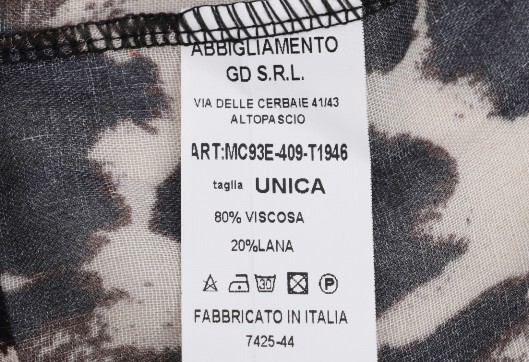 ABBIGLIAMENTO
GD S.R.L.
VIA DELLE CERBAIE 41/43
ALTOPASCIO
ART:MC93E-409-T1946
taglia UNICA
80% VISCOSA
20%LANA
A 30 P
FABBRICATO IN ITALIA
7425-44